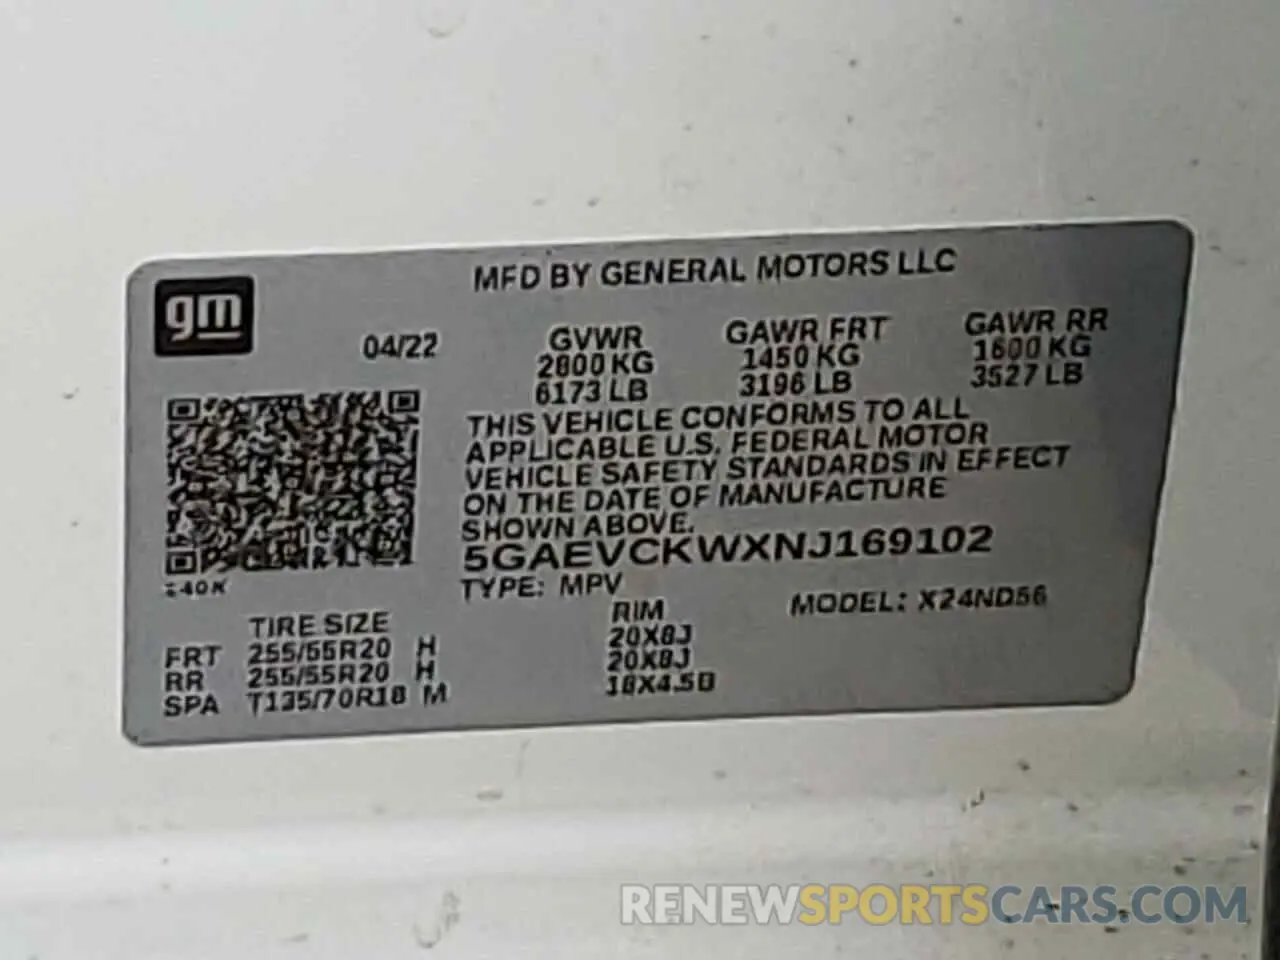 gm
MFD BY GENERAL MOTORS LLC
04/22 GVWR GAWR FRT GAWR RR
2800 KG 1450 KG 1600 KG
6173 LB 3196 LB 3527 LB
THIS VEHICLE CONFORMS TO ALL
APPLICABLE U.S. FEDERAL MOTOR
VEHICLE SAFETY STANDARDS IN EFFECT
ON THE DATE OF MANUFACTURE
SHOWN ABOVE.
5GAEVCKWXNJ169102
TYPE: MPV MODEL: X24ND56
TIRE SIZE RIM
FRT 255/55R20 H 20X8J
RR 255/55R20 H 20X8J
SPA T135/70R18 M 18X4.5B
RENEWSPORTSCARS.COM